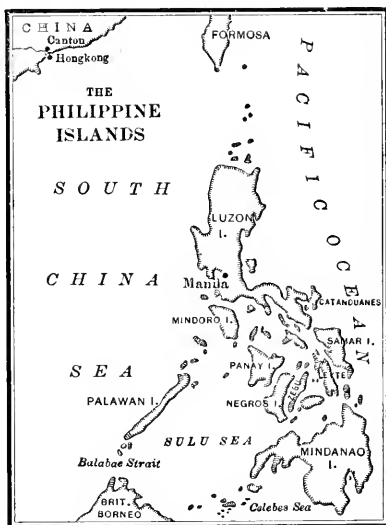 CHINA
Canton
Hongkong
FORMOSA
THE
PHILIPPINE
ISLANDS
PACIFIC OCEAN
SOUTH
CHINA
SEA
LUZON
I.
Manila
CATANDUANES
MINDORO I.
SAMAR I.
PANAY I.
LEYTE
PALAWAN I.
NEGROS I.
ZEBU
SULU SEA
MINDANAO
I.
Balabac Strait
BRIT.
BORNEO
Celebes Sea